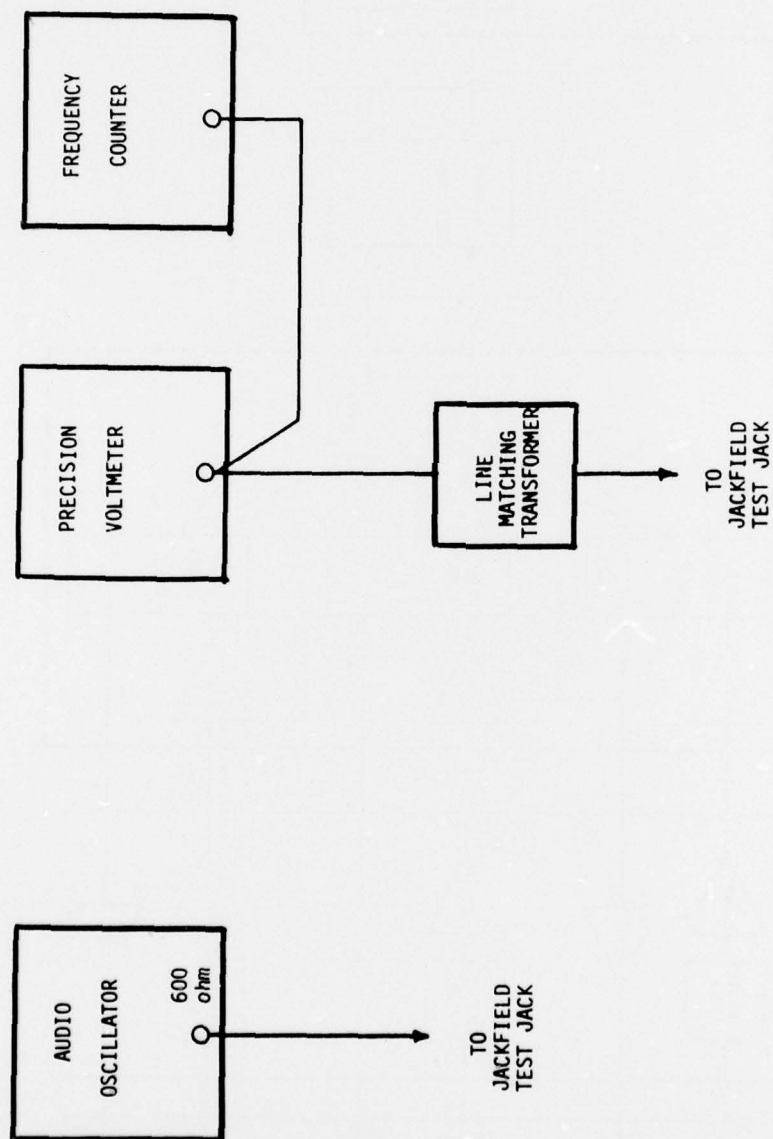 AUDIO
OSCILLATOR
600
ohm
TO
JACKFIELD
TEST JACK
PRECISION
VOLTMETER
LINE
MATCHING
TRANSFORMER
TO
JACKFIELD
TEST JACK
FREQUENCY
COUNTER